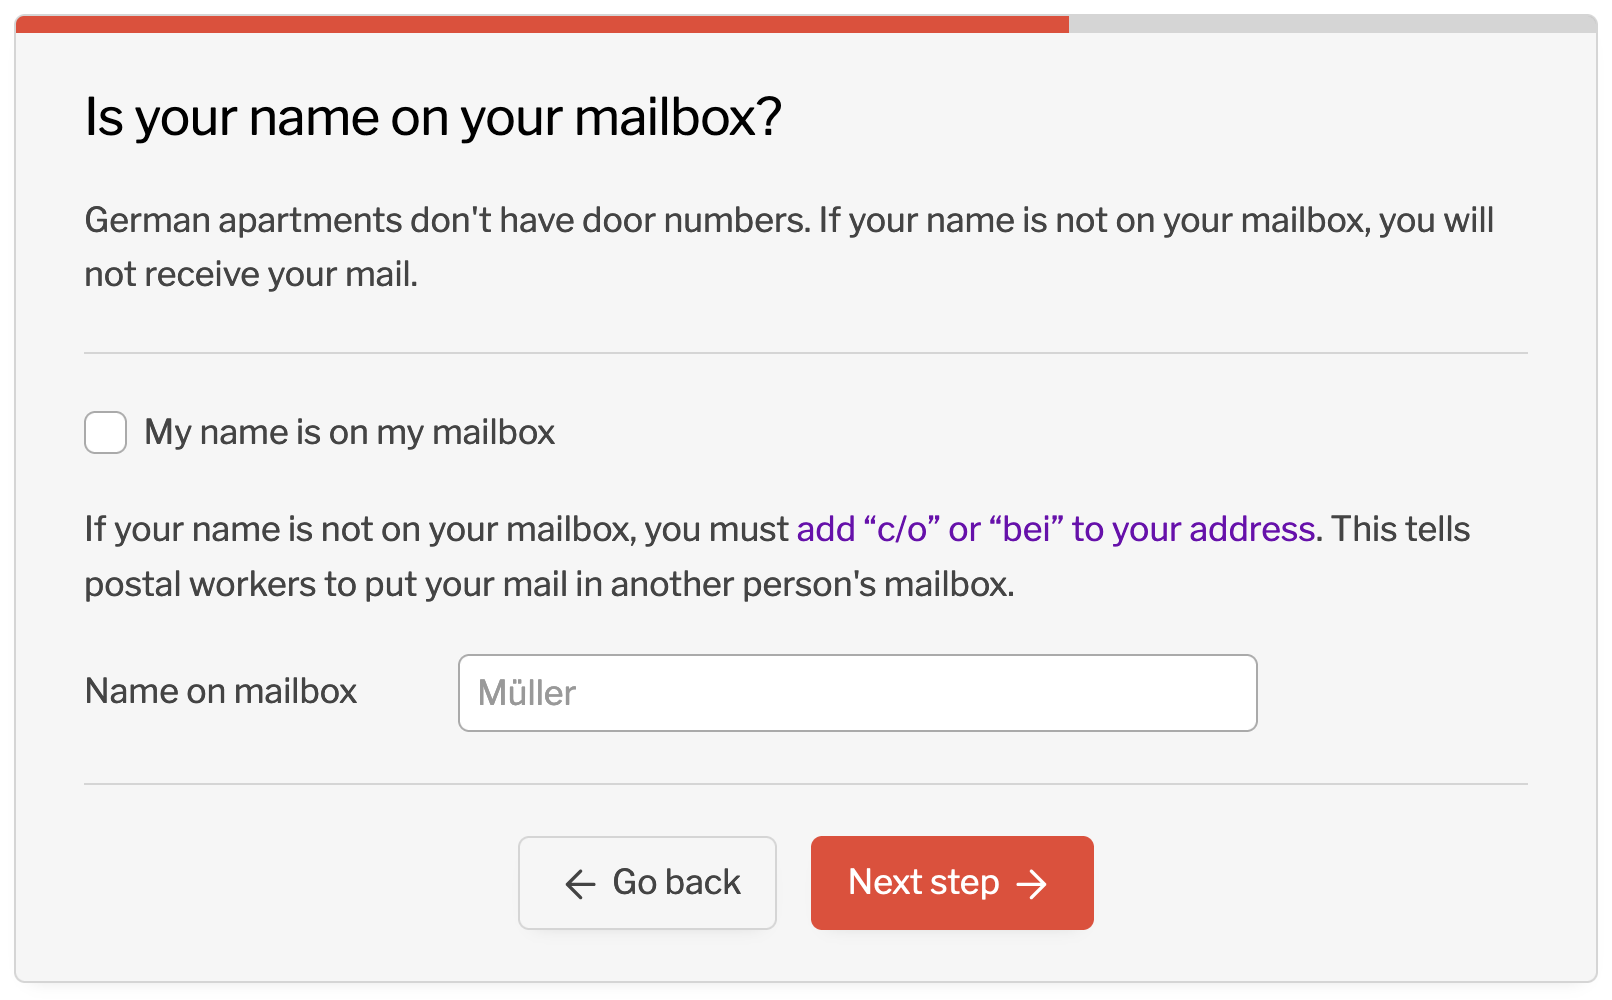 Is your name on your mailbox?
German apartments don't have door numbers. If your name is not on your mailbox, you will
not receive your mail.
My name is on my mailbox
If your name is not on your mailbox, you must add “c/o” or “bei” to your address. This tells
postal workers to put your mail in another person's mailbox.
Name on mailbox
Müller
← Go back
Next step →